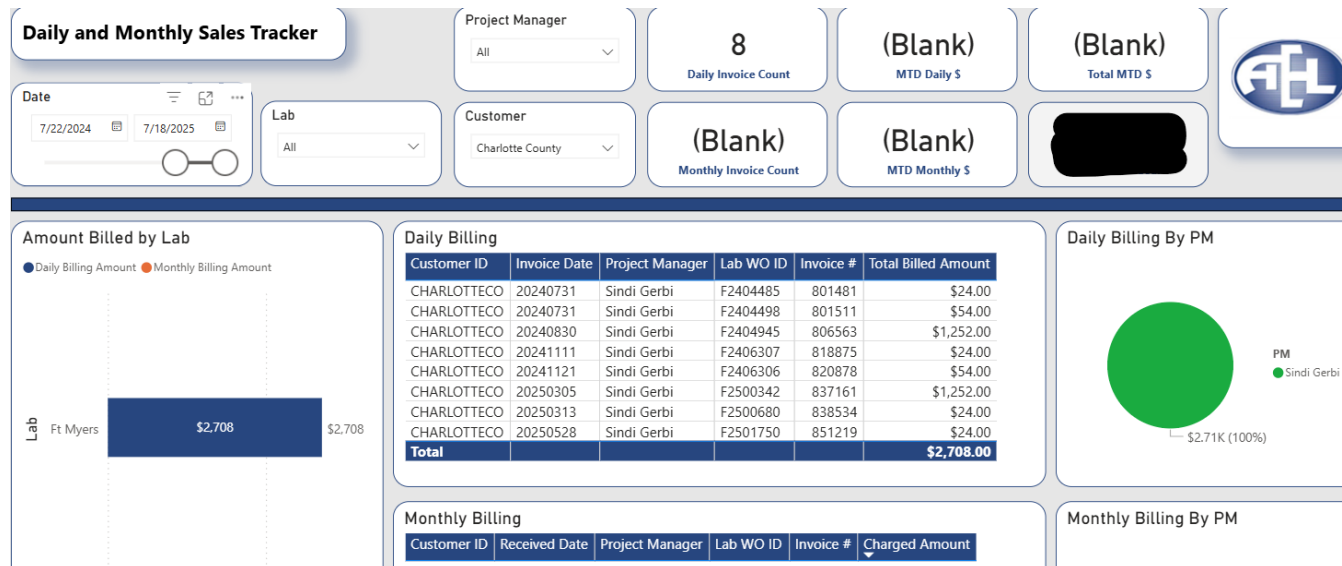 Daily and Monthly Sales Tracker
Project Manager
All
8
Daily Invoice Count
(Blank)
MTD Daily $
(Blank)
Total MTD $
AEL
Date
7/22/2024
7/18/2025
Lab
All
Customer
Charlotte County
(Blank)
Monthly Invoice Count
(Blank)
MTD Monthly $
Amount Billed by Lab
Daily Billing Amount Monthly Billing Amount
Lab
Ft Myers
$2,708
$2,708
Daily Billing
Customer ID Invoice Date Project Manager Lab WO ID Invoice # Total Billed Amount
CHARLOTTECO 20240731 Sindi Gerbi F2404485 801481 $24.00
CHARLOTTECO 20240731 Sindi Gerbi F2404498 801511 $54.00
CHARLOTTECO 20240830 Sindi Gerbi F2404945 806563 $1,252.00
CHARLOTTECO 20241111 Sindi Gerbi F2406307 818875 $24.00
CHARLOTTECO 20241121 Sindi Gerbi F2406306 820878 $54.00
CHARLOTTECO 20250305 Sindi Gerbi F2500342 837161 $1,252.00
CHARLOTTECO 20250313 Sindi Gerbi F2500680 838534 $24.00
CHARLOTTECO 20250528 Sindi Gerbi F2501750 851219 $24.00
Total $2,708.00
Daily Billing By PM
PM
Sindi Gerbi
$2.71K (100%)
Monthly Billing
Customer ID Received Date Project Manager Lab WO ID Invoice # Charged Amount
Monthly Billing By PM